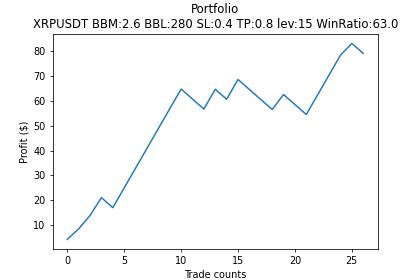 Portfolio
XRPUSDT BBM:2.6 BBL:280 SL:0.4 TP:0.8 lev:15 WinRatio:63.0
80
70
60
50
40
30
20
10
Profit ($)
0 5 10 15 20 25
Trade counts